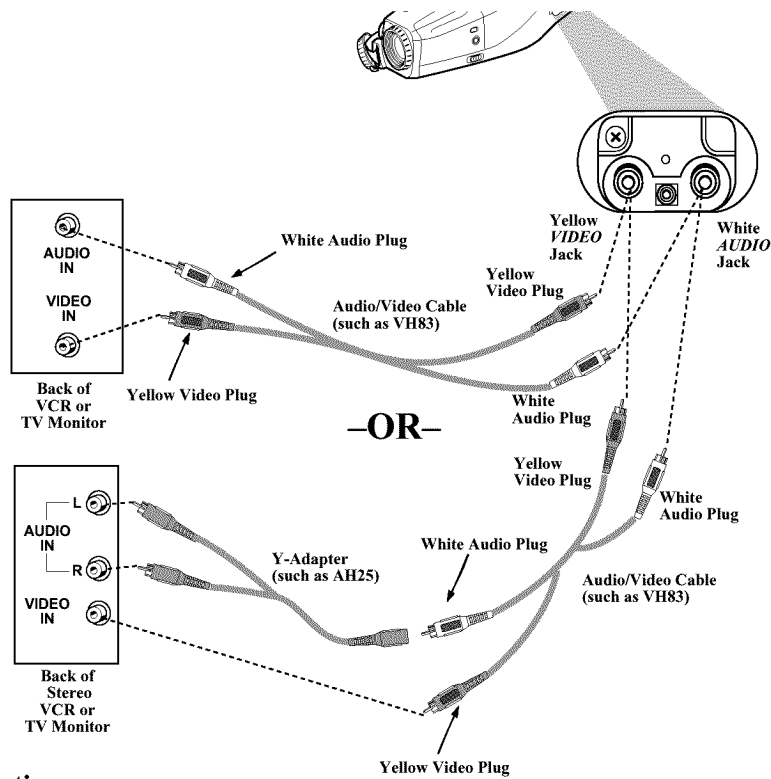 Yellow
VIDEO
Jack
White
AUDIO
Jack
AUDIO
IN
VIDEO
IN
White Audio Plug
Audio/Video Cable
(such as VH83)
Yellow
Video Plug
Back of
VCR or
TV Monitor
Yellow Video Plug
White
Audio Plug
–OR–
Yellow
Video Plug
White
Audio Plug
L
AUDIO
IN
R
VIDEO
IN
Y-Adapter
(such as AH25)
White Audio Plug
Audio/Video Cable
(such as VH83)
Back of
Stereo
VCR or
TV Monitor
Yellow Video Plug